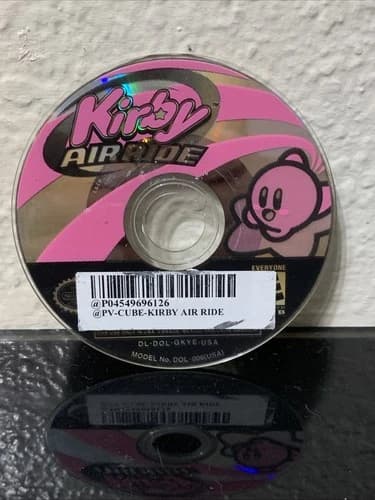 Kirby
AIR RIDE
EVERYONE
E
@P04549696126
@PV-CUBE-KIRBY AIR RIDE
DL-DOL-GKYE-USA
MODEL NO. DOL-006(USA)